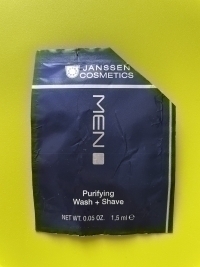 JANSSEN
COSMETICS
MEN
Purifying
Wash + Shave
NET WT. 0.05 OZ. 1,5 ml e